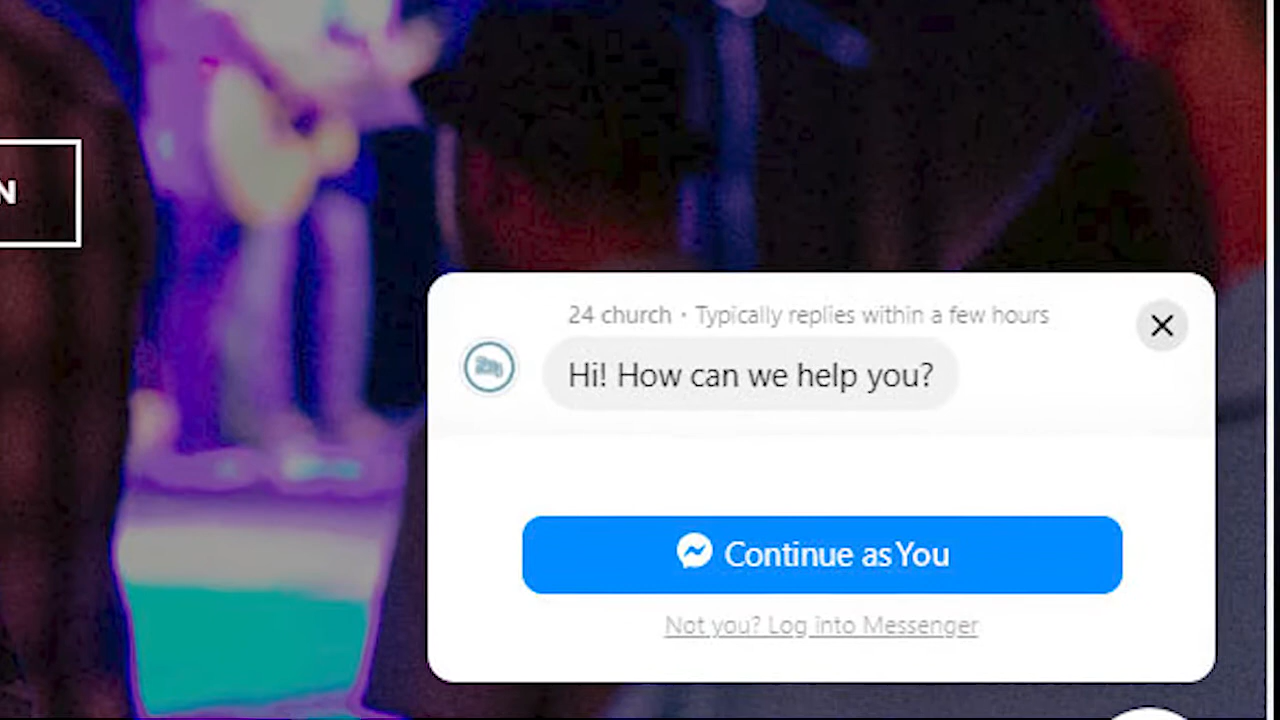 N
24 church · Typically replies within a few hours
Hi! How can we help you?
Continue as You
Not you? Log into Messenger